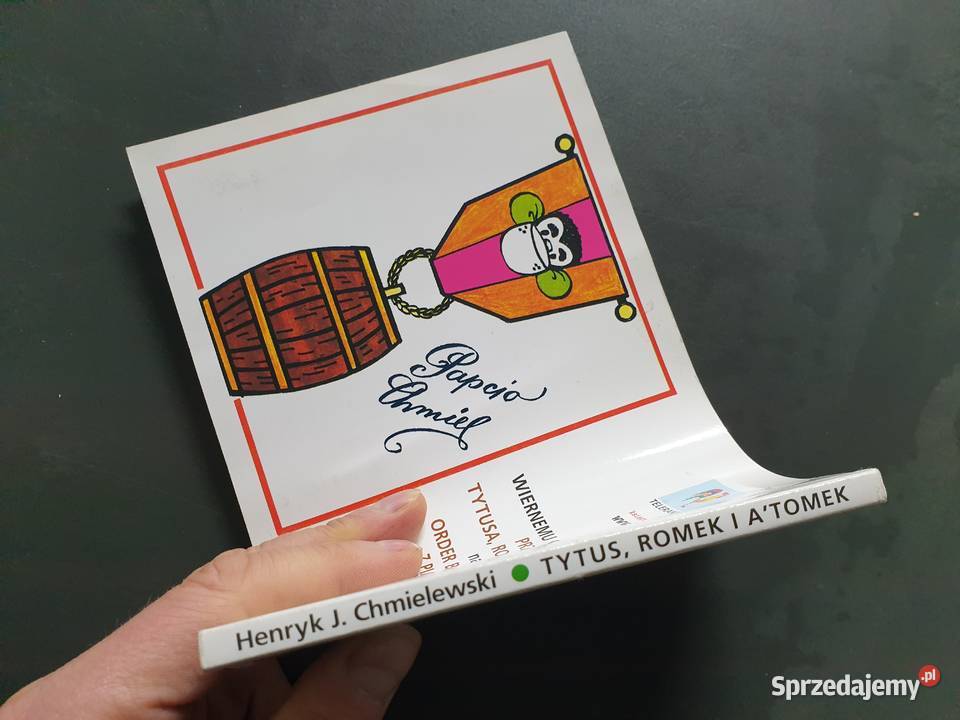 Papcio
Chmiel
WIERNEMU
TYTUSA,
ORDER
Henryk J. Chmielewski • TYTUS, ROMEK I A'TOMEK
Sprzedajemy.pl